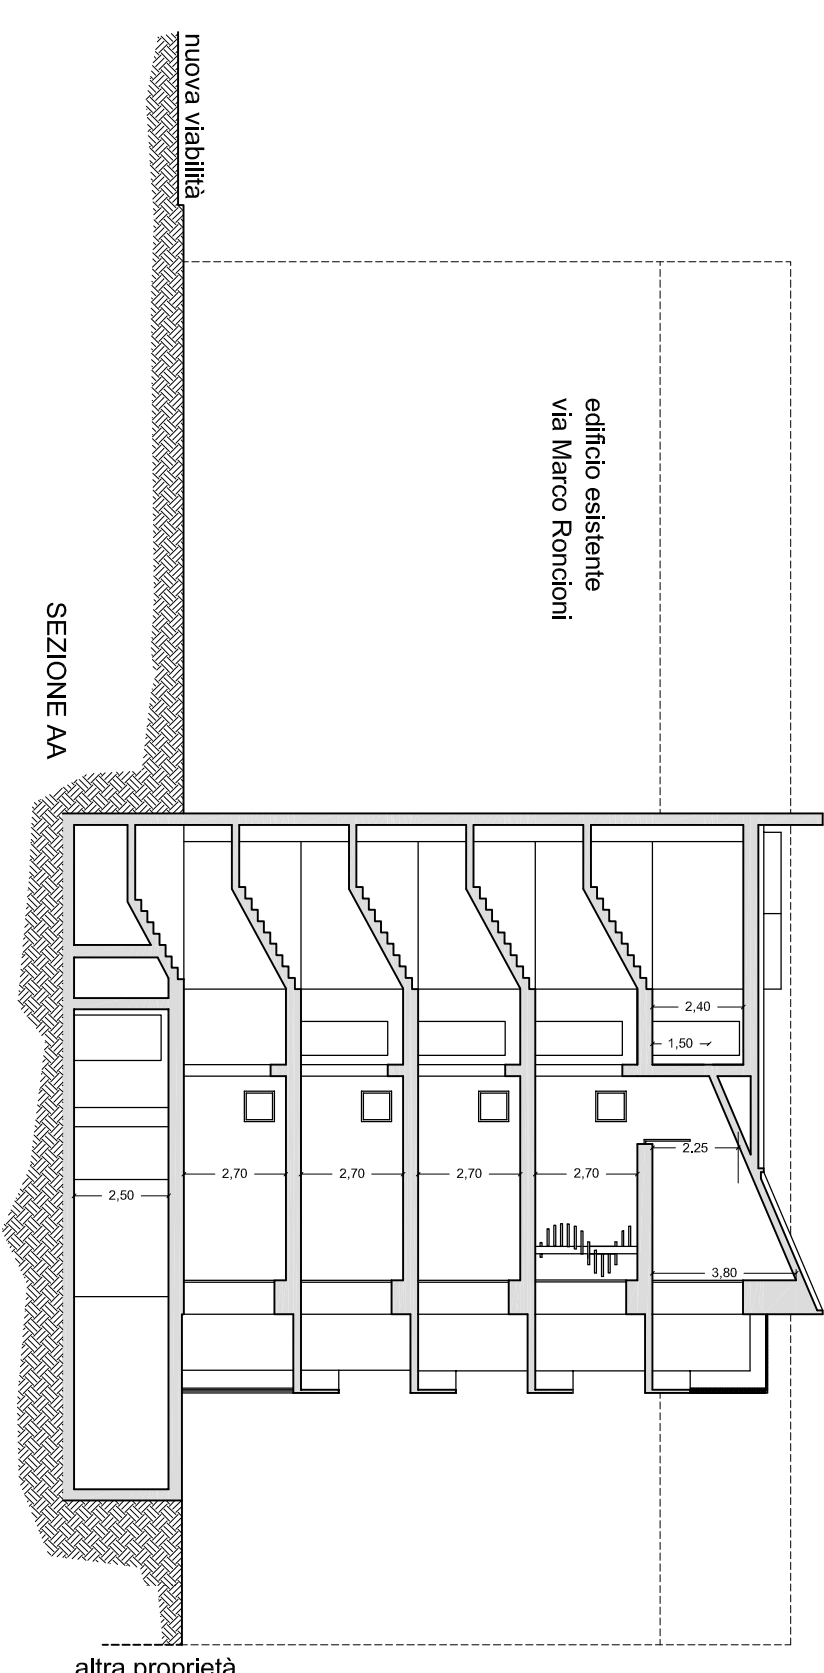 nuova viabilità
edificio esistente
via Marco Roncioni
SEZIONE AA
2,40
1,50
2,25
2,70
2,70
2,70
2,70
2,50
3,80
altra proprietà